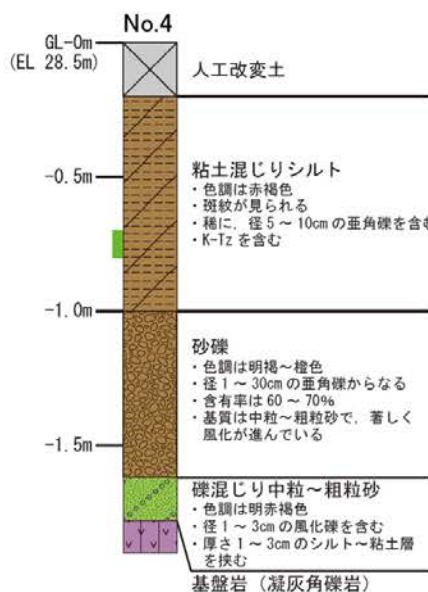 No.4
GL-0m
(EL 28.5m)
人工改変土
粘土混じりシルト
・色調は赤褐色
・斑紋が見られる
・稀に，径5～10cmの亜角礫を含む
・K-Tzを含む
-0.5m
-1.0m
砂礫
・色調は明褐～橙色
・径1～30cmの亜角礫からなる
・含有率は60～70%
・基質は中粒～粗粒砂で，著しく
風化が進んでいる
-1.5m
礫混じり中粒～粗粒砂
・色調は明赤褐色
・径1～3cmの風化礫を含む
・厚さ1～3cmのシルト～粘土層
を挟む
基盤岩（凝灰角礫岩）